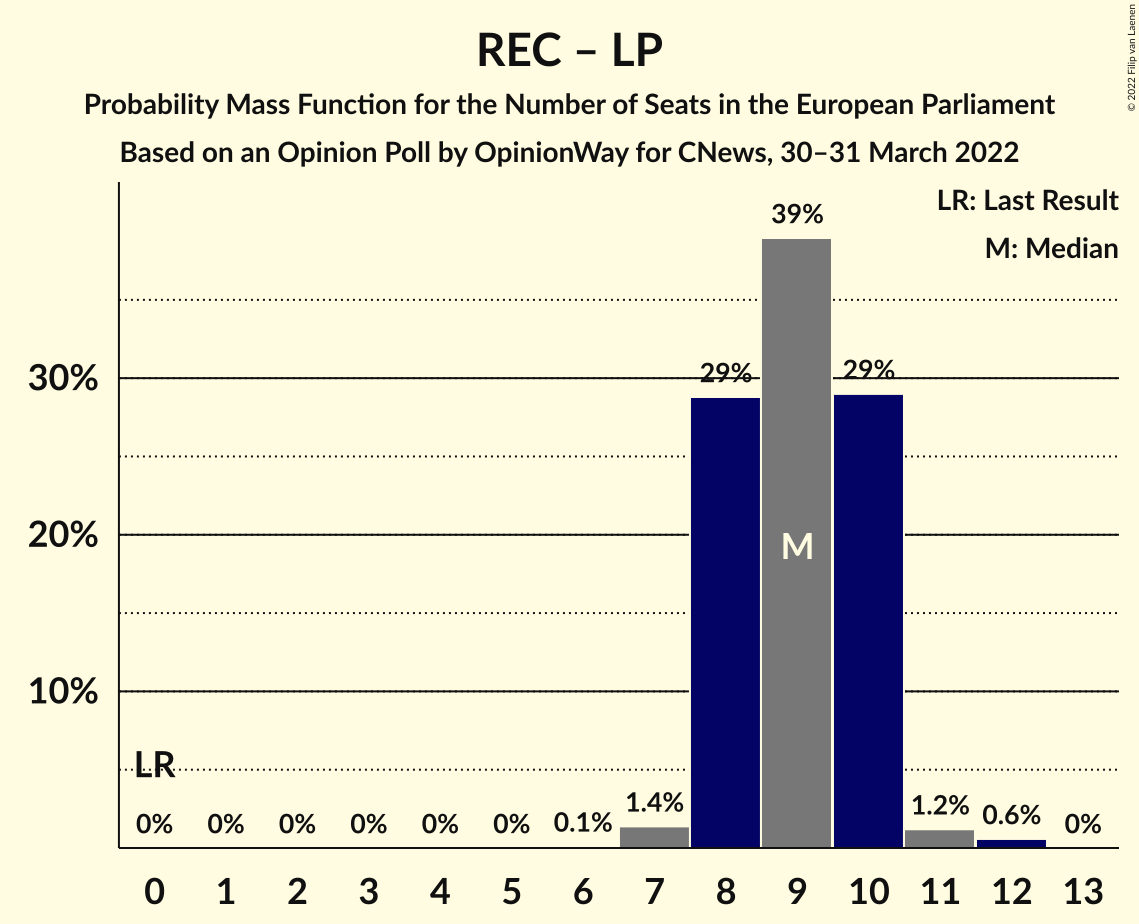 REC – LP
Probability Mass Function for the Number of Seats in the European Parliament
Based on an Opinion Poll by OpinionWay for CNews, 30–31 March 2022
© 2022 Filip van Laenen
LR: Last Result
M: Median
39%
30%
29%
29%
20%
M
10%
LR
0%
0%
0%
0%
0%
0%
0.1%
1.4%
1.2%
0.6%
0%
0 1 2 3 4 5 6 7 8 9 10 11 12 13